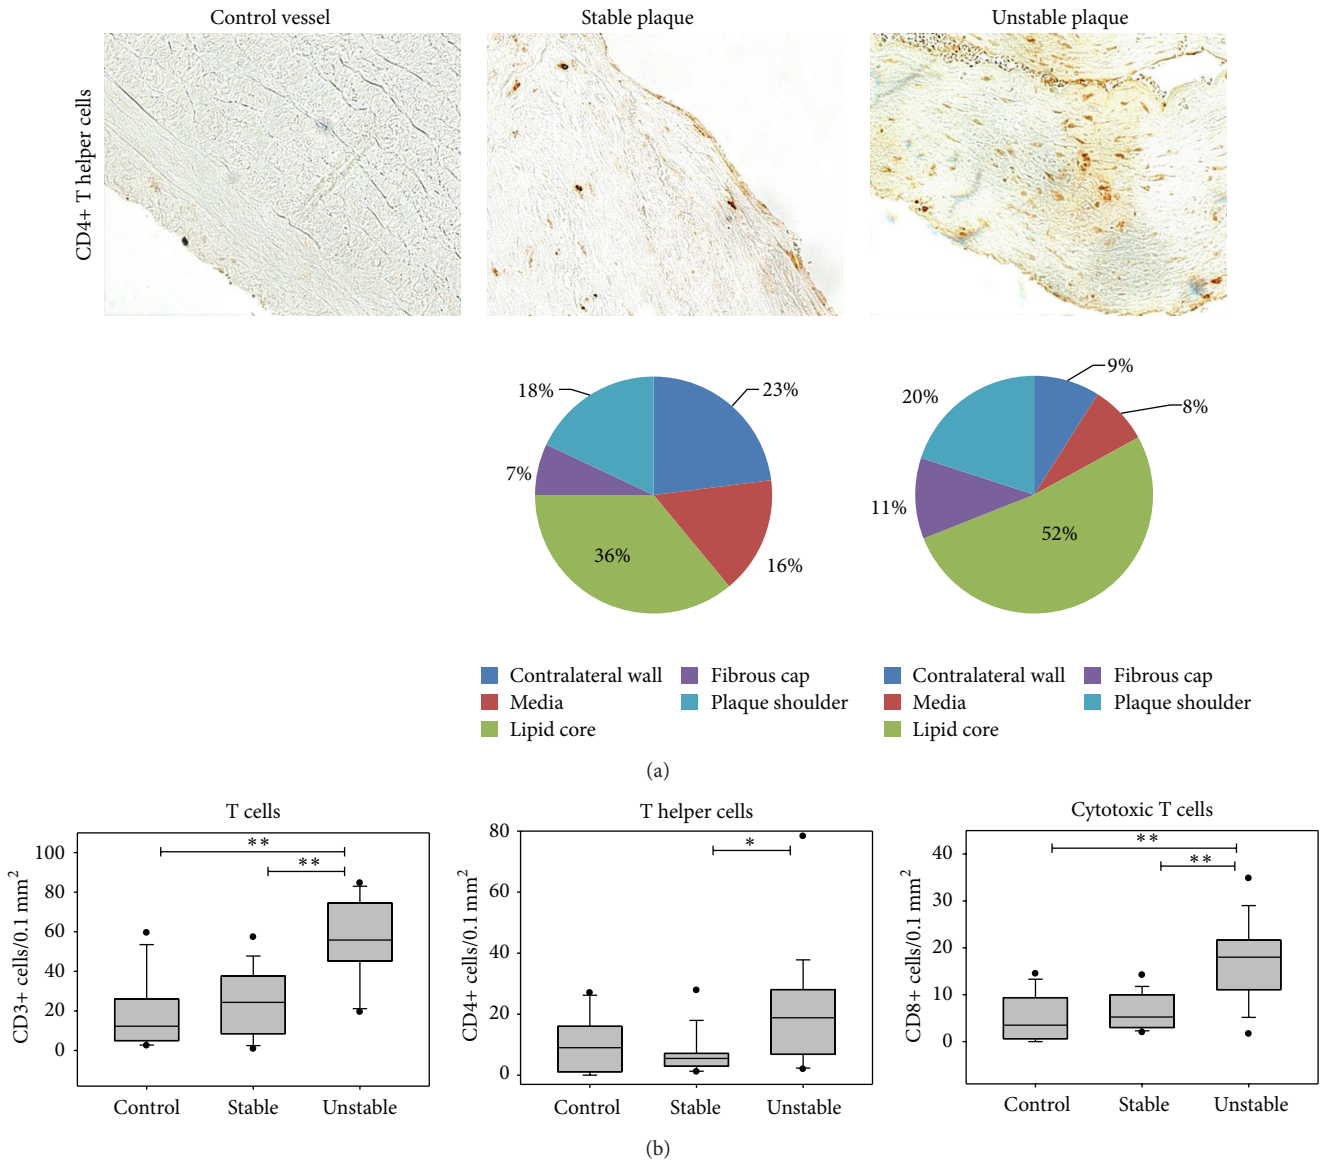 Control vessel
Stable plaque
Unstable plaque
CD4+ T helper cells
18%
23%
7%
36%
16%
9%
20%
8%
11%
52%
Contralateral wall
Fibrous cap
Media
Plaque shoulder
Lipid core
Contralateral wall
Fibrous cap
Media
Plaque shoulder
Lipid core
(a)
T cells
CD3+ cells/0.1 mm²
100
80
60
40
20
0
**
**
Control
Stable
Unstable
T helper cells
CD4+ cells/0.1 mm²
80
60
40
20
0
*
Control
Stable
Unstable
Cytotoxic T cells
CD8+ cells/0.1 mm²
40
30
20
10
0
**
**
Control
Stable
Unstable
(b)